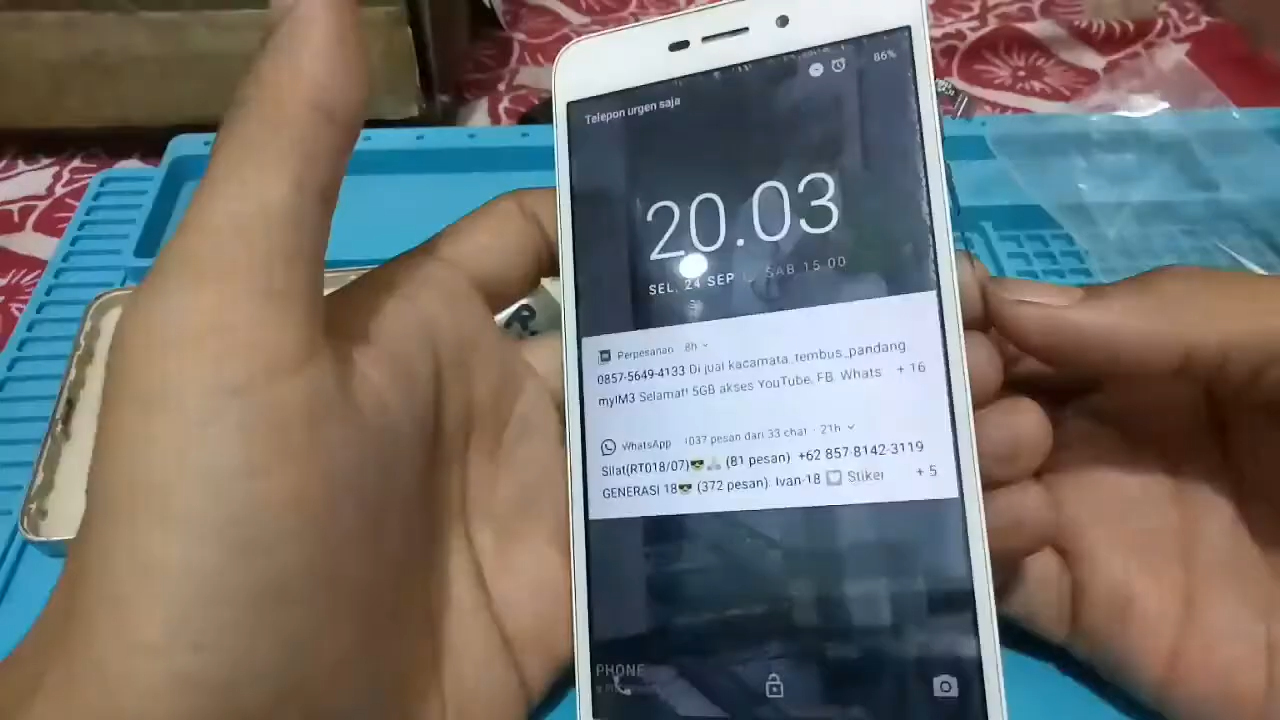 86%
Telepon urgen saja
20.03
SEL. 24 SEP SAB 15.00
Perpesanan 8h
0857-5649-4133 Di jual kacamata_tembus_pandang
myIM3 Selamat! 5GB akses YouTube, FB, Whats + 16
WhatsApp 1037 pesan dari 33 chat · 21h
Silat(RT018/07)😎🙏🏻 (81 pesan) +62 857-8142-3119
GENERASI 18😎 (372 pesan) Ivan-18 Stiker + 5
PHONE